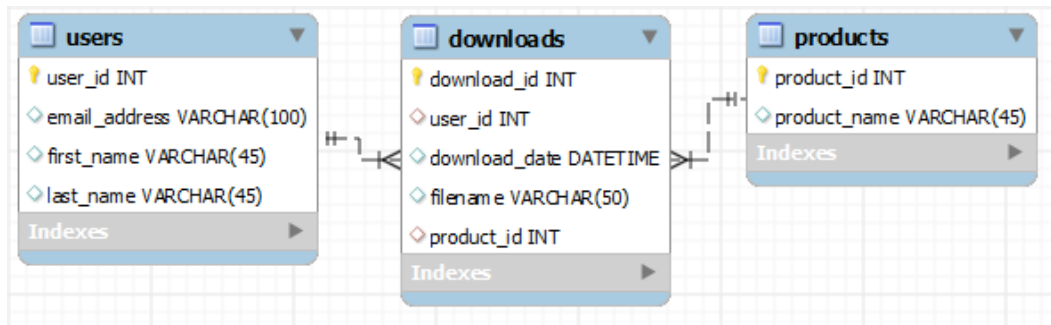 users
user_id INT
email_address VARCHAR(100)
first_name VARCHAR(45)
last_name VARCHAR(45)
Indexes
downloads
download_id INT
user_id INT
download_date DATETIME
filename VARCHAR(50)
product_id INT
Indexes
products
product_id INT
product_name VARCHAR(45)
Indexes